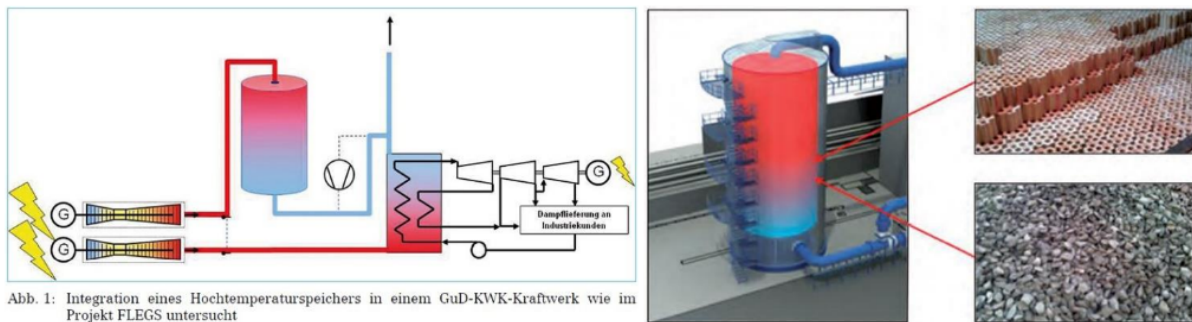 G
G
G
Dampflieferung an
Industriekunden
Abb. 1: Integration eines Hochtemperaturspeichers in einem GuD-KWK-Kraftwerk wie im
Projekt FLEGS untersucht